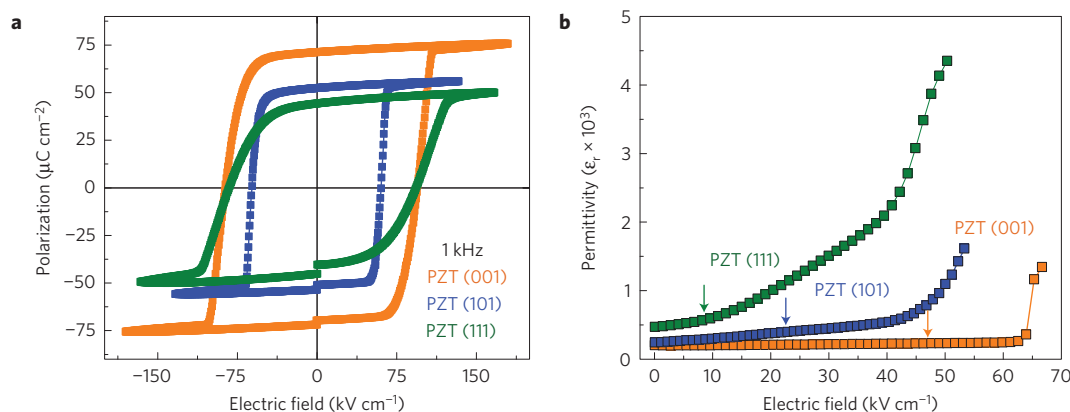 a
75
50
25
0
−25
−50
−75
Polarization (μC cm−2)
−150
−75
0
75
150
Electric field (kV cm−1)
1 kHz
PZT (001)
PZT (101)
PZT (111)
b
5
4
3
2
1
0
Permittivity (εr × 10³)
PZT (111)
PZT (101)
PZT (001)
0
10
20
30
40
50
60
70
Electric field (kV cm−1)